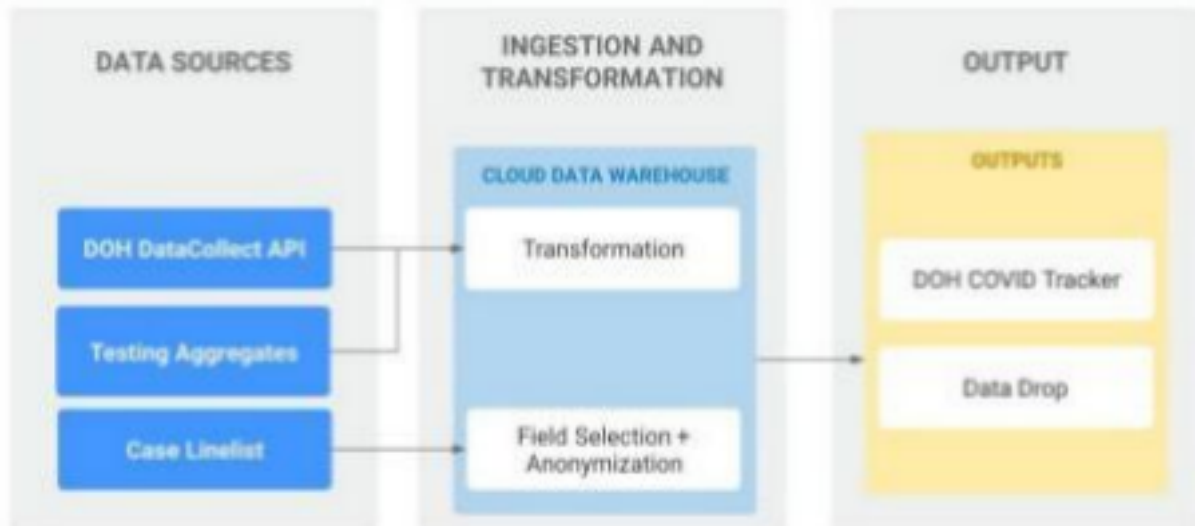 DATA SOURCES
DOH DataCollect API
Testing Aggregates
Case Linelist
INGESTION AND
TRANSFORMATION
CLOUD DATA WAREHOUSE
Transformation
Field Selection +
Anonymization
OUTPUT
OUTPUTS
DOH COVID Tracker
Data Drop